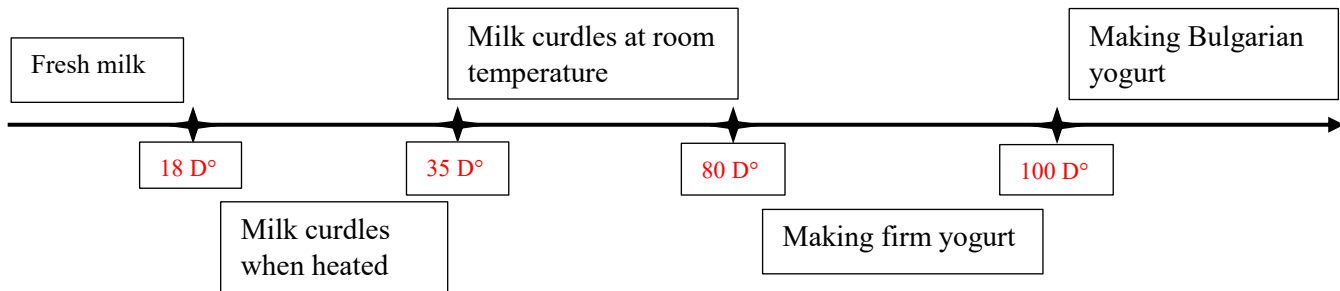 Fresh milk
Milk curdles at room
temperature
Making Bulgarian
yogurt
18 D°
35 D°
80 D°
100 D°
Milk curdles
when heated
Making firm yogurt